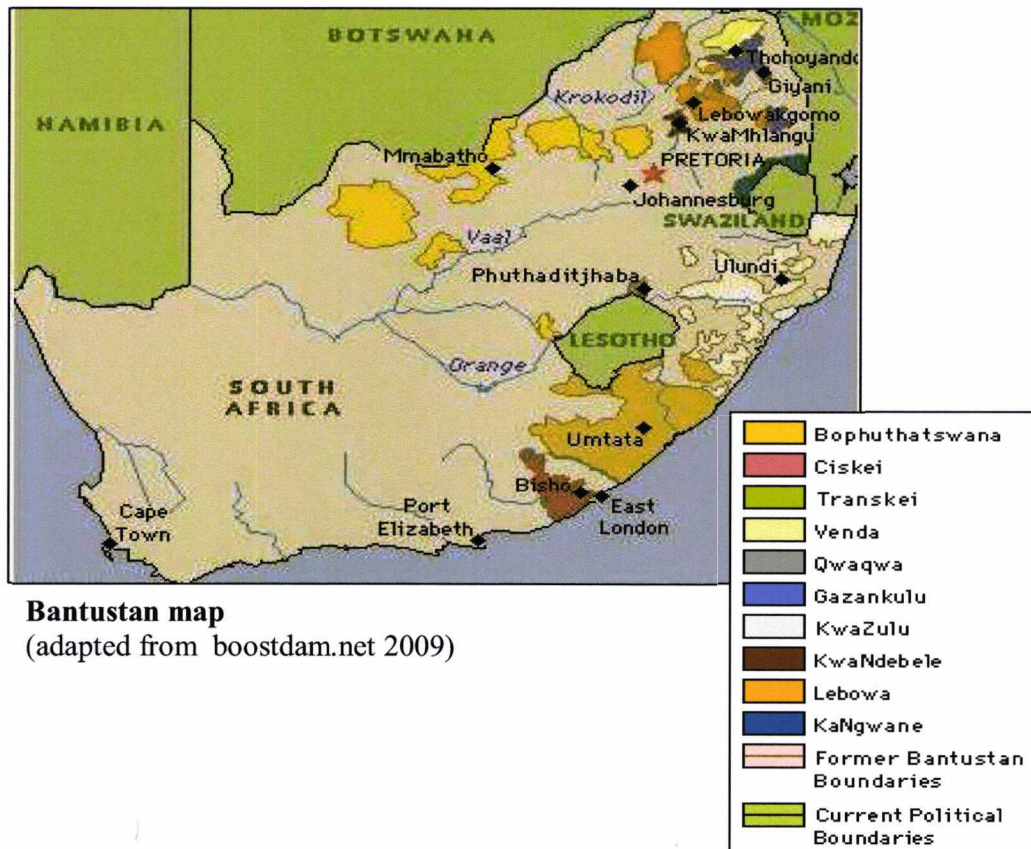 BOTSWANA
MOZ
Thohoyando
Giyani
Krokodil
NAMIBIA
Lebowakgomo
KwaMhlangu
Mmabatho
PRETORIA
Johannesburg
SWAZILAND
Vaal
Phuthaditjhaba
Ulundi
LESOTHO
Orange
SOUTH
AFRICA
Umtata
Bisho
Port
Elizabeth
East
London
Cape
Town
Bophuthatswana
Ciskei
Transkei
Venda
Qwaqwa
Gazankulu
KwaZulu
KwaNdebele
Lebowa
KaNgwane
Former Bantustan
Boundaries
Current Political
Boundaries
Bantustan map
(adapted from boostdam.net 2009)